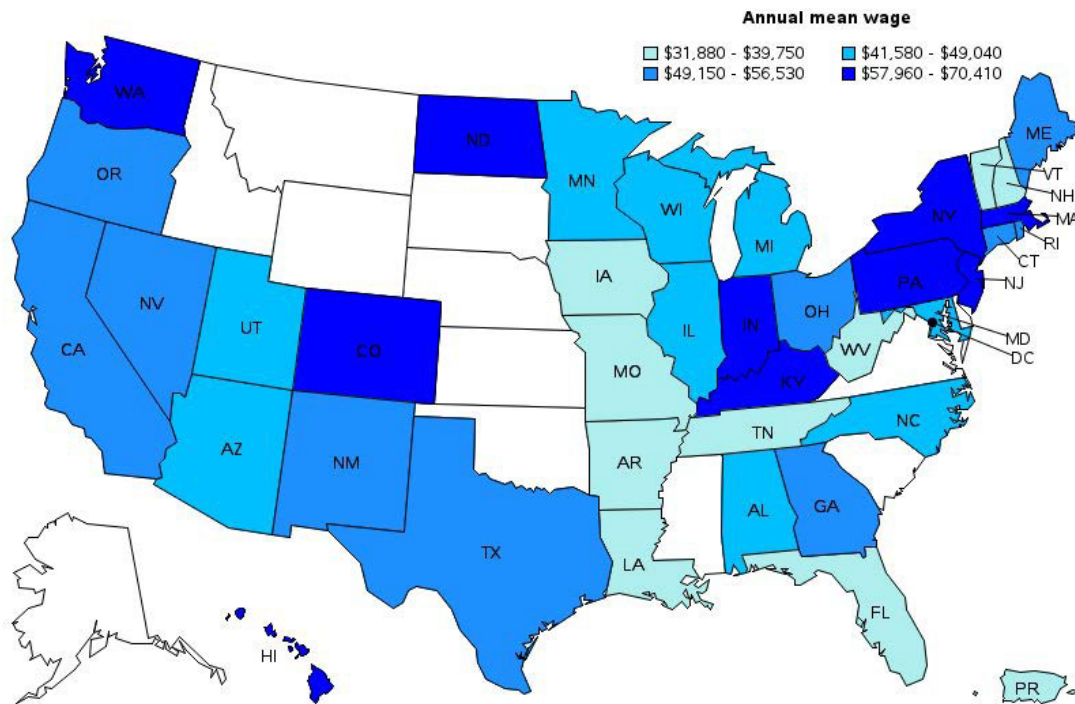 Annual mean wage
$31,880 - $39,750 $41,580 - $49,040
$49,150 - $56,530 $57,960 - $70,410
WA
ND
ME
OR
MN
VT
NH
WI
NY
MA
MI
RI
CT
IA
PA
NJ
NV
OH
UT
IL
IN
CA
CO
MD
WV
DC
MO
KY
NC
TN
AZ
NM
AR
AL
GA
TX
LA
FL
HI
PR